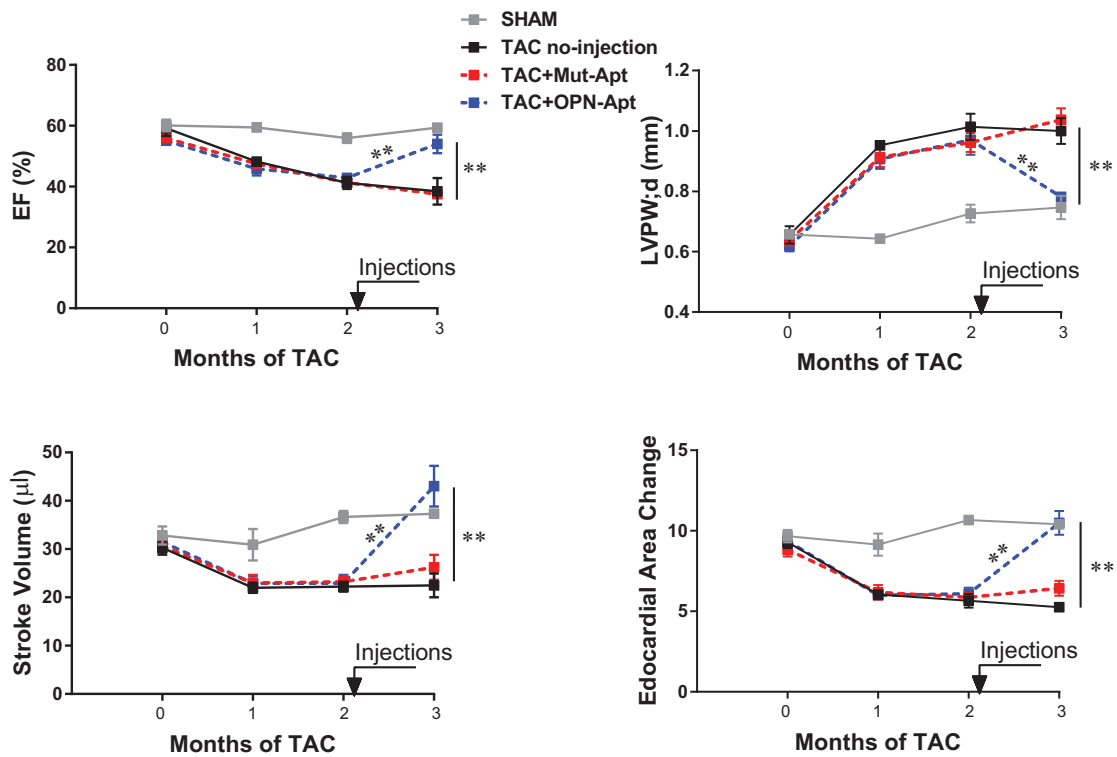 SHAM
TAC no-injection
TAC+Mut-Apt
TAC+OPN-Apt
80
60
40
20
0
EF (%)
**
**
Injections
0 1 2 3
Months of TAC
1.2
1.0
0.8
0.6
0.4
LVPW;d (mm)
**
**
Injections
0 1 2 3
Months of TAC
50
40
30
20
10
0
Stroke Volume (µl)
**
**
Injections
0 1 2 3
Months of TAC
15
10
5
0
Edocardial Area Change
**
**
Injections
0 1 2 3
Months of TAC